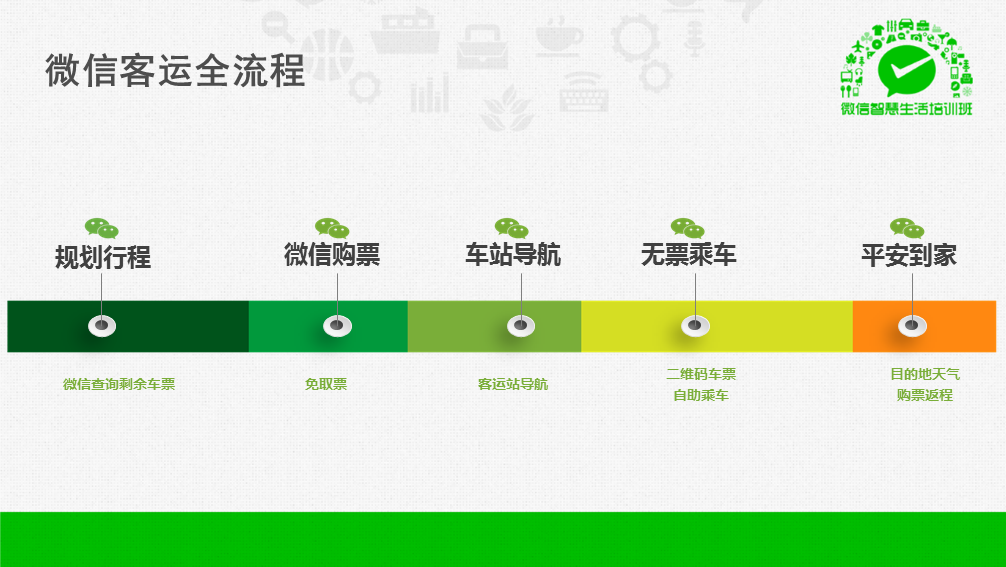 微信客运全流程
微信智慧生活培训班
规划行程
微信购票
车站导航
无票乘车
平安到家
微信查询剩余车票
免取票
客运站导航
二维码车票
自助乘车
目的地天气
购票返程